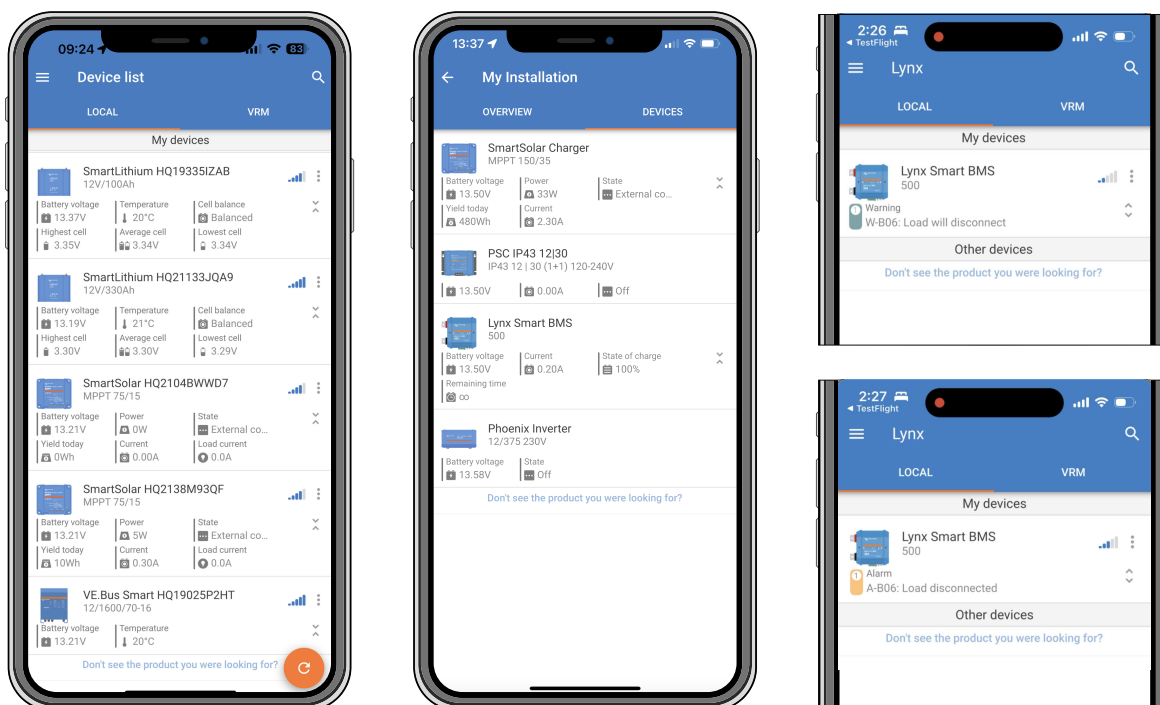 09:24
83
Device list
LOCAL VRM
My devices
SmartLithium HQ19335IZAB
12V/100Ah
Battery voltage Temperature Cell balance
13.37V 20°C Balanced
Highest cell Average cell Lowest cell
3.35V 3.34V 3.34V
SmartLithium HQ21133JQA9
12V/330Ah
Battery voltage Temperature Cell balance
13.19V 21°C Balanced
Highest cell Average cell Lowest cell
3.30V 3.30V 3.29V
SmartSolar HQ2104BWWD7
MPPT 75/15
Battery voltage Power State
13.21V 0W External co...
Yield today Current Load current
0Wh 0.00A 0.0A
SmartSolar HQ2138M93QF
MPPT 75/15
Battery voltage Power State
13.21V 5W External co...
Yield today Current Load current
10Wh 0.30A 0.0A
VE.Bus Smart HQ19025P2HT
12/1600/70-16
Battery voltage Temperature
13.21V 20°C
Don't see the product you were looking for?
13:37
My Installation
OVERVIEW DEVICES
SmartSolar Charger
MPPT 150/35
Battery voltage Power State
13.50V 33W External co...
Yield today Current
480Wh 2.30A
PSC IP43 12|30
IP43 12 | 30 (1+1) 120-240V
13.50V 0.00A Off
Lynx Smart BMS
500
Battery voltage Current State of charge
13.50V 0.20A 100%
Remaining time
∞
Phoenix Inverter
12/375 230V
Battery voltage State
13.58V Off
Don't see the product you were looking for?
2:26
◀ TestFlight
Lynx
LOCAL VRM
My devices
Lynx Smart BMS
500
1 Warning
W-B06: Load will disconnect
Other devices
Don't see the product you were looking for?
2:27
◀ TestFlight
Lynx
LOCAL VRM
My devices
Lynx Smart BMS
500
1 Alarm
A-B06: Load disconnected
Other devices
Don't see the product you were looking for?